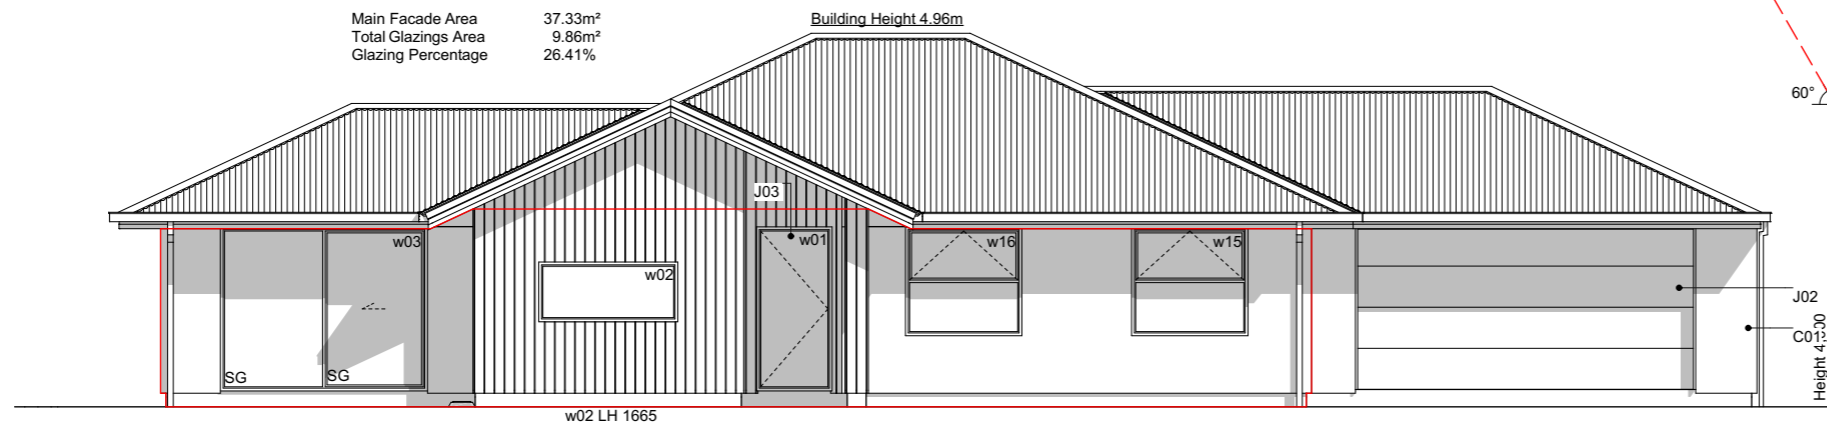 Main Facade Area 37.33m²
Total Glazings Area 9.86m²
Glazing Percentage 26.41%
Building Height 4.96m
60°
J03
w03
w01
w16
w15
w02
J02
C01
SG
SG
w02 LH 1665
Height